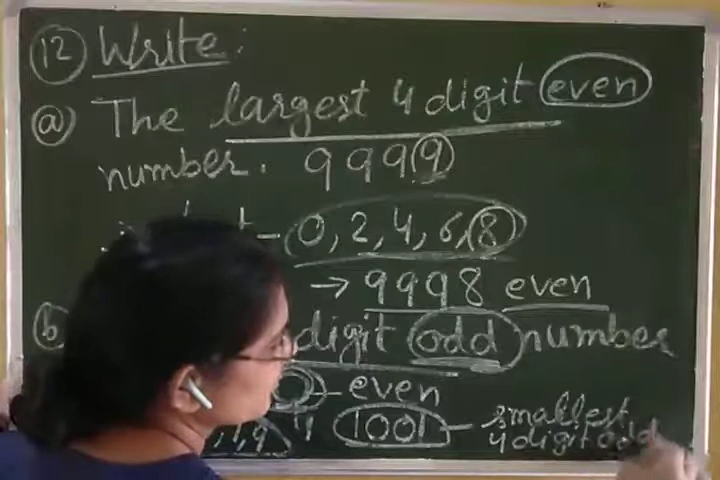 12 Write:
a The largest 4 digit even
number. 9999
– 0, 2, 4, 6, 8
→ 9998 even
b digit odd number
0 – even
1001 – smallest
4 digit odd